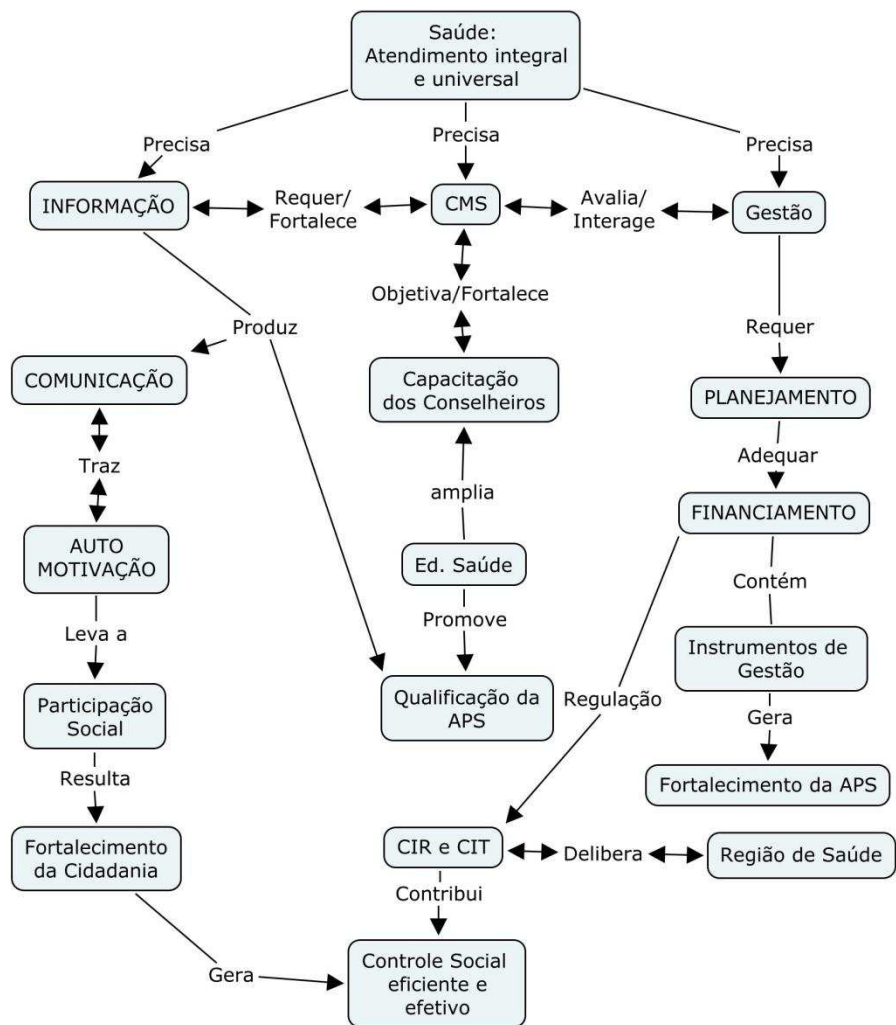 Saúde:
Atendimento integral
e universal
Precisa
Precisa
Precisa
INFORMAÇÃO
Requer/
Fortalece
CMS
Avalia/
Interage
Gestão
Objetiva/Fortalece
Produz
Requer
COMUNICAÇÃO
Capacitação
dos Conselheiros
PLANEJAMENTO
Traz
Adequar
amplia
FINANCIAMENTO
AUTO
MOTIVAÇÃO
Ed. Saúde
Contém
Leva a
Promove
Instrumentos de
Gestão
Participação
Social
Qualificação da
APS
Regulação
Gera
Resulta
Fortalecimento da APS
Fortalecimento
da Cidadania
CIR e CIT
Delibera
Região de Saúde
Contribui
Gera
Controle Social
eficiente e
efetivo